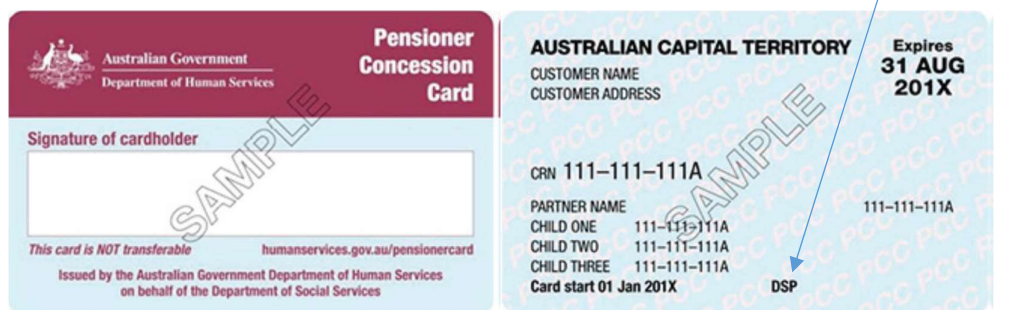 Australian Government
Department of Human Services
Pensioner
Concession
Card
Signature of cardholder
SAMPLE
This card is NOT transferable humanservices.gov.au/pensionercard
Issued by the Australian Government Department of Human Services
on behalf of the Department of Social Services
AUSTRALIAN CAPITAL TERRITORY
Expires
31 AUG
201X
CUSTOMER NAME
CUSTOMER ADDRESS
SAMPLE
CRN 111-111-111A
PARTNER NAME 111-111-111A
CHILD ONE 111-111-111A
CHILD TWO 111-111-111A
CHILD THREE 111-111-111A
Card start 01 Jan 201X DSP